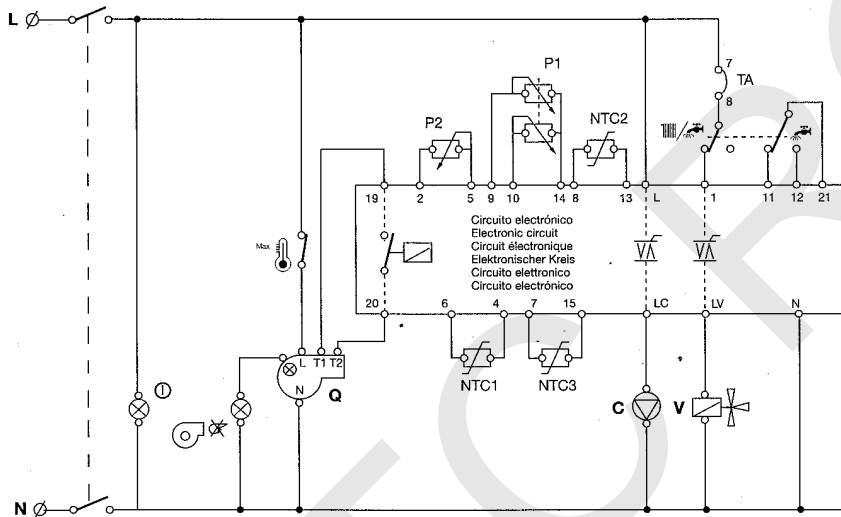 L
7
TA
8
P1
P2
NTC2
19
2
5
9
10
14
8
13
L
1
11
12
21
Circuito electrónico
Electronic circuit
Circuit électronique
Elektronischer Kreis
Circuito elettronico
Circuito electrónico
Max
20
6
4
7
15
LC
LV
N
L T1 T2
NTC1
NTC3
N
Q
C
V
N